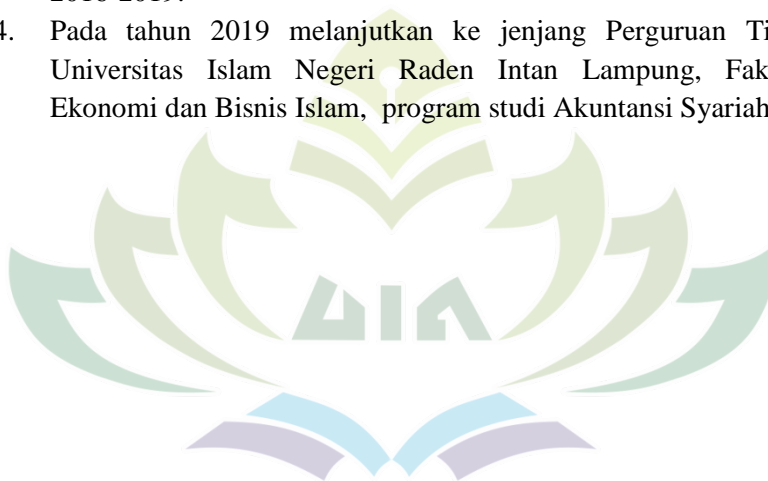 4. Pada tahun 2019 melanjutkan ke jenjang Perguruan Ti
Universitas Islam Negeri Raden Intan Lampung, Fak
Ekonomi dan Bisnis Islam, program studi Akuntansi Syariah
UIN